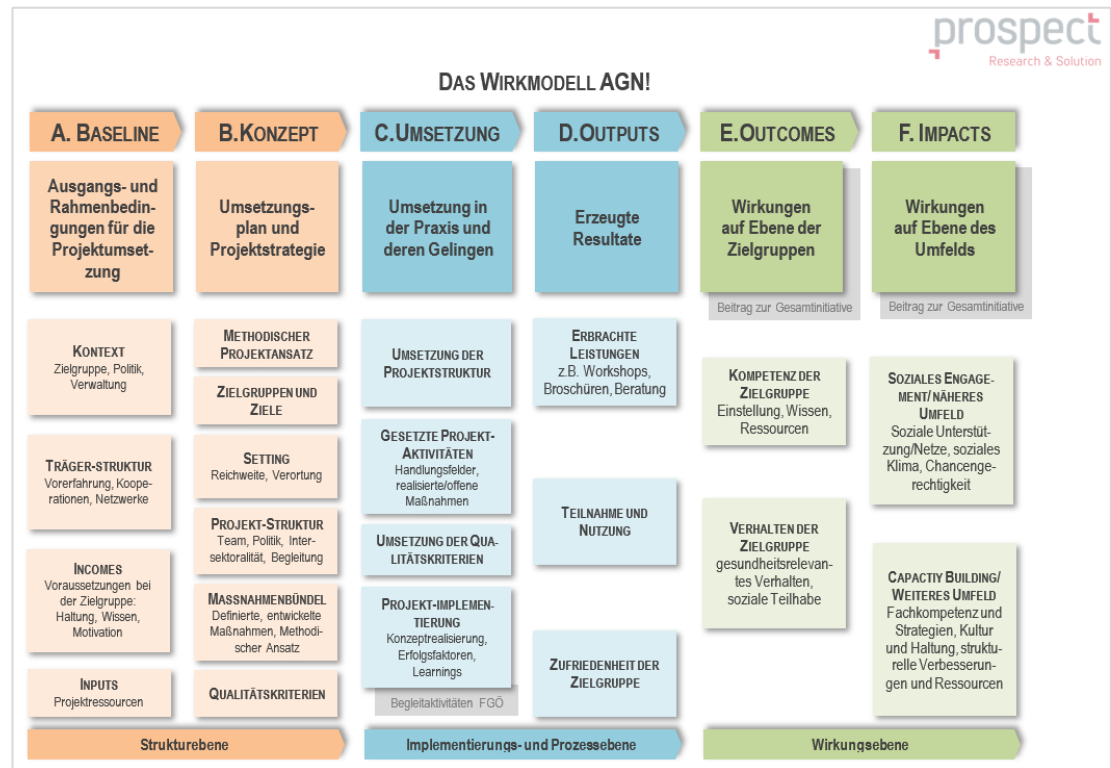 prospect
Research & Solution
DAS WIRKMODELL AGN!
A. BASELINE
B.KONZEPT
C.UMSETZUNG
D.OUTPUTS
E.OUTCOMES
F. IMPACTS
Ausgangs- und
Rahmenbedin-
gungen für die
Projektumset-
zung
Umsetzungs-
plan und
Projektstrategie
Umsetzung in
der Praxis und
deren Gelingen
Erzeugte
Resultate
Wirkungen
auf Ebene der
Zielgruppen
Beitrag zur Gesamtinitiative
Wirkungen
auf Ebene des
Umfelds
Beitrag zur Gesamtinitiative
KONTEXT
Zielgruppe, Politik,
Verwaltung
TRÄGER-STRUKTUR
Vorerfahrung, Koope-
rationen, Netzwerke
INCOMES
Voraussetzungen bei
der Zielgruppe:
Haltung, Wissen,
Motivation
INPUTS
Projektressourcen
METHODISCHER
PROJEKTANSATZ
ZIELGRUPPEN UND
ZIELE
SETTING
Reichweite, Verortung
PROJEKT-STRUKTUR
Team, Politik, Inter-
sektoralität, Begleitung
MASSNAHMENBÜNDEL
Definierte, entwickelte
Maßnahmen, Methodi-
scher Ansatz
QUALITÄTSKRITERIEN
UMSETZUNG DER
PROJEKTSTRUKTUR
GESETZTE PROJEKT-
AKTIVITÄTEN
Handlungsfelder,
realisierte/offene
Maßnahmen
UMSETZUNG DER QUA-
LITÄTSKRITERIEN
PROJEKT-IMPLEMEN-
TIERUNG
Konzeptrealisierung,
Erfolgsfaktoren,
Learnings
Begleitaktivitäten FGÖ
ERBRACHTE
LEISTUNGEN
z.B. Workshops,
Broschüren, Beratung
TEILNAHME UND
NUTZUNG
ZUFRIEDENHEIT DER
ZIELGRUPPE
KOMPETENZ DER
ZIELGRUPPE
Einstellung, Wissen,
Ressourcen
VERHALTEN DER
ZIELGRUPPE
gesundheitsrelevan-
tes Verhalten,
soziale Teilhabe
SOZIALES ENGAGE-
MENT/NÄHERES
UMFELD
Soziale Unterstüt-
zung/Netze, soziales
Klima, Chancenge-
rechtigkeit
CAPACTIY BUILDING/
WEITERES UMFELD
Fachkompetenz und
Strategien, Kultur
und Haltung, struktu-
relle Verbesserun-
gen und Ressourcen
Strukturebene
Implementierungs- und Prozessebene
Wirkungsebene